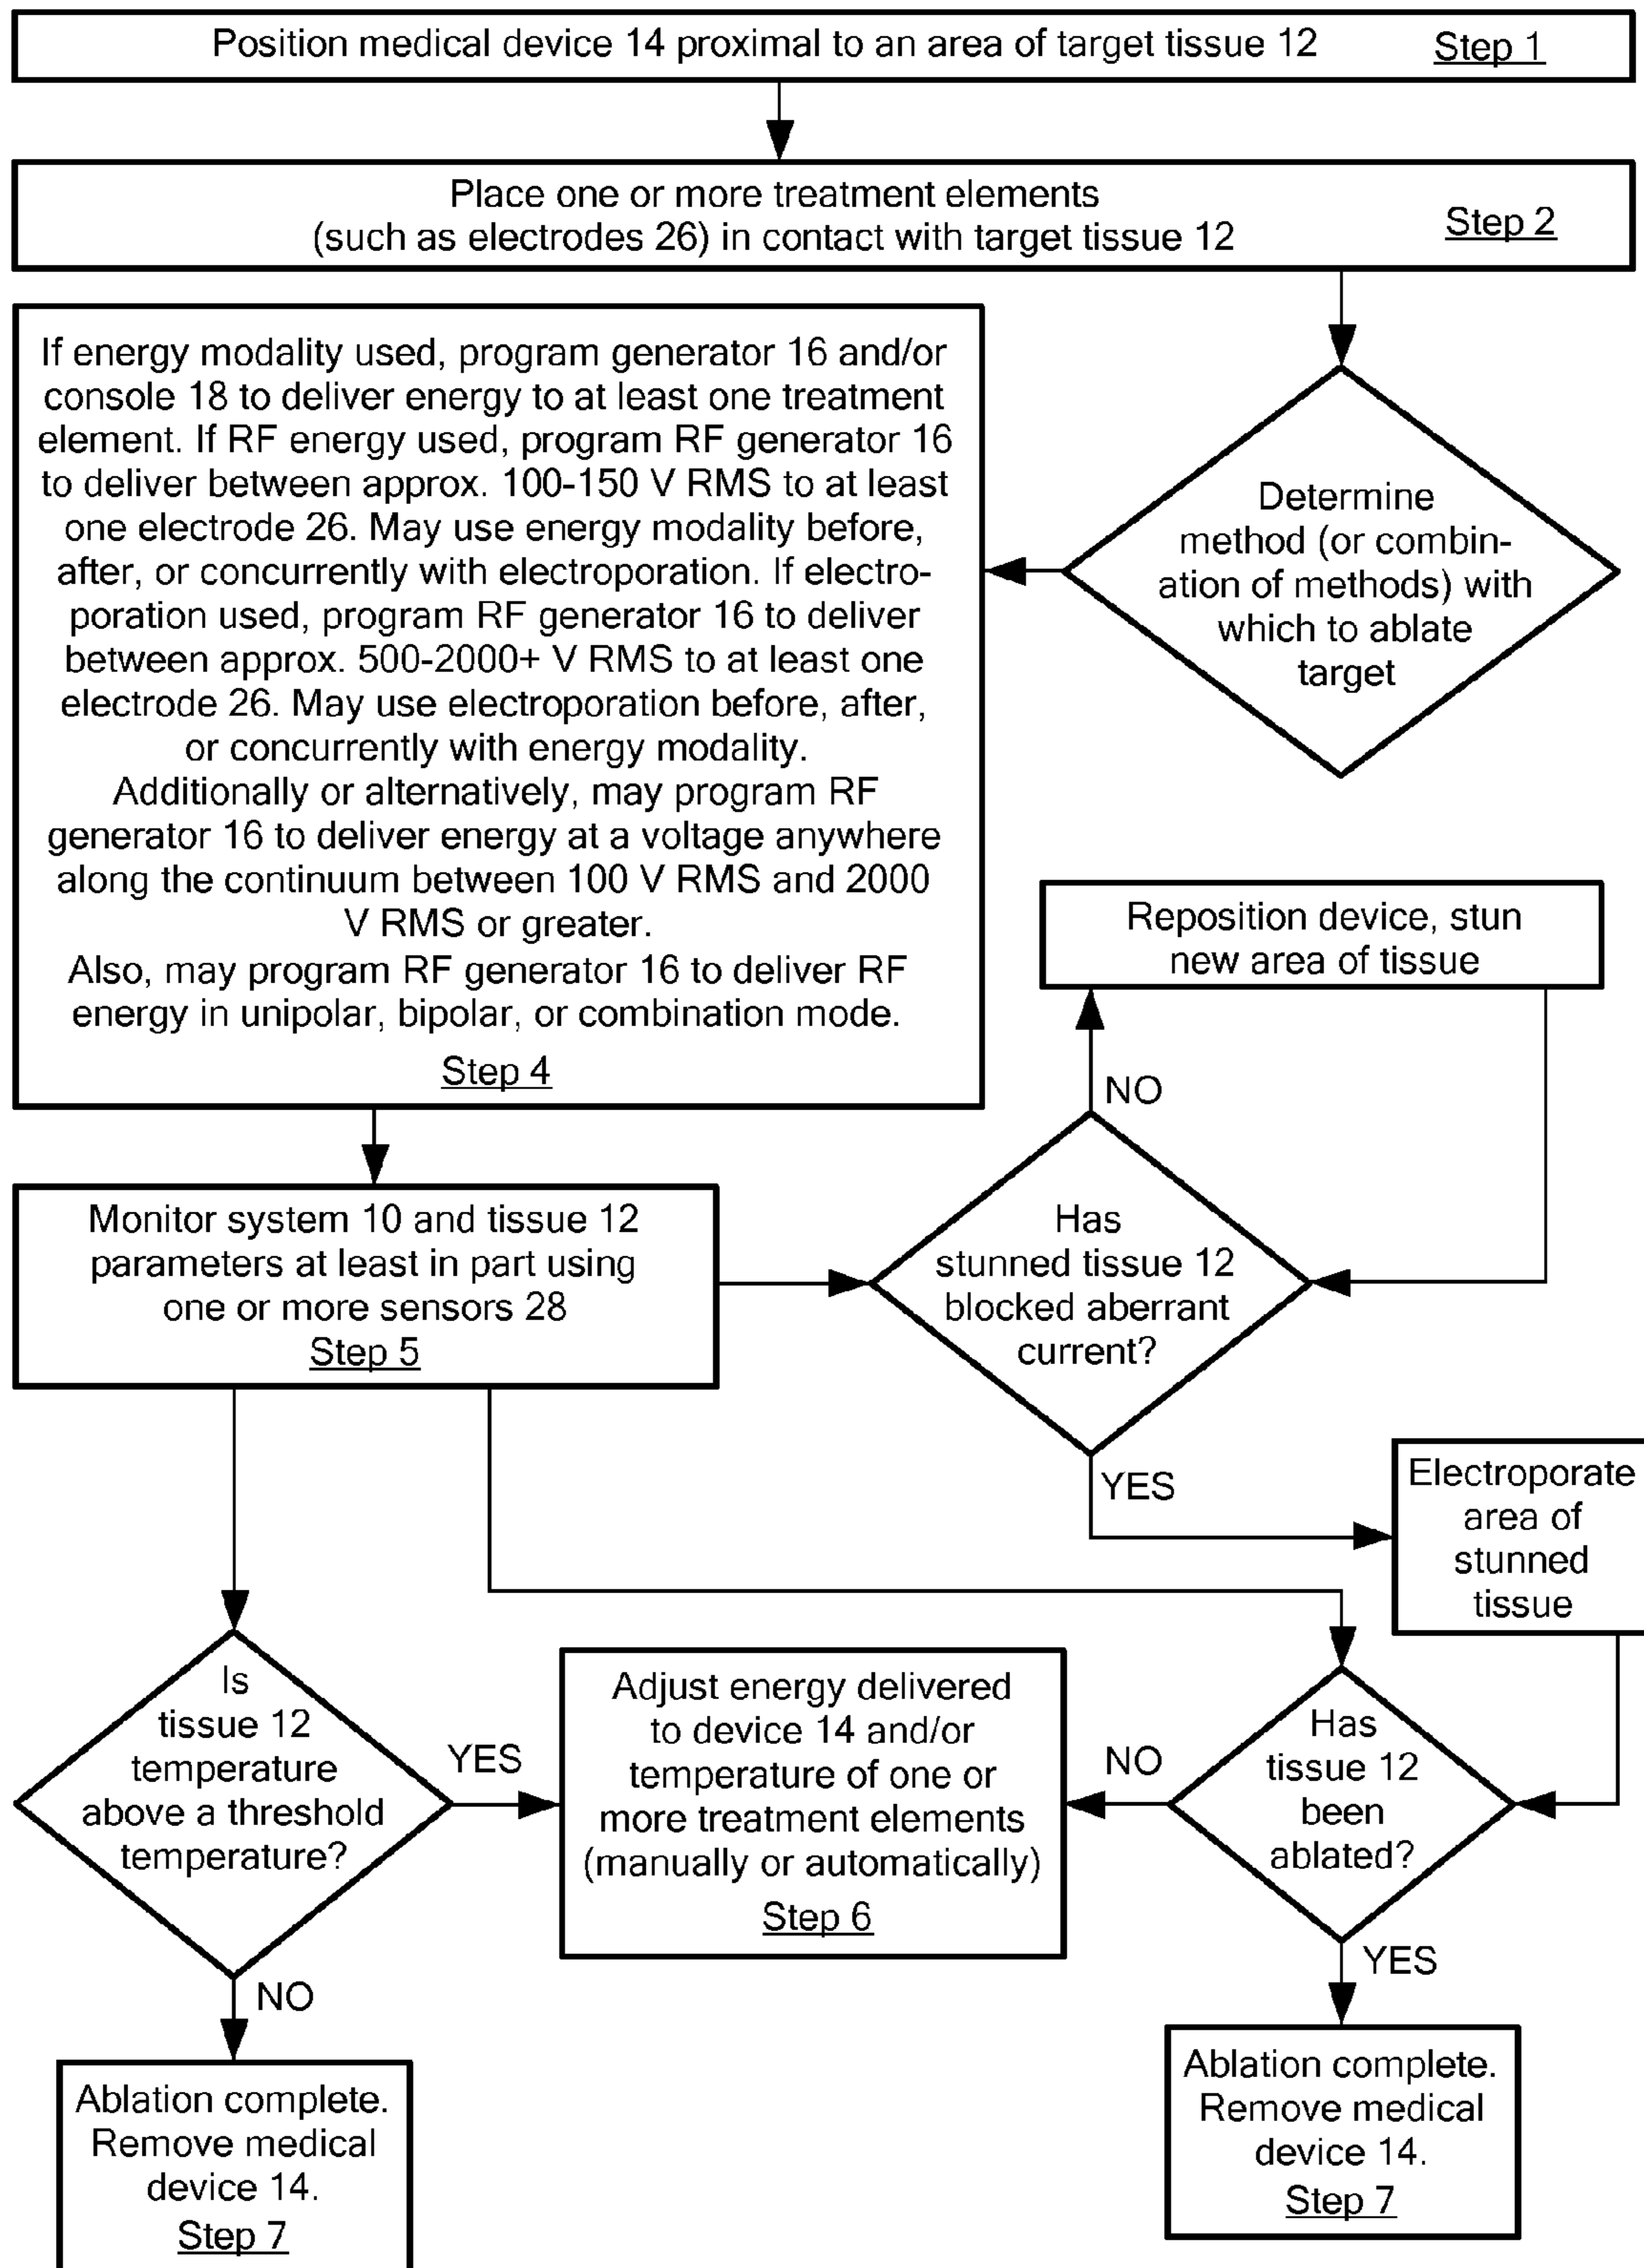 Position medical device 14 proximal to an area of target tissue 12
Step 1
Place one or more treatment elements
(such as electrodes 26) in contact with target tissue 12
Step 2
Determine
method (or combin-
ation of methods) with
which to ablate
target
If energy modality used, program generator 16 and/or
console 18 to deliver energy to at least one treatment
element. If RF energy used, program RF generator 16
to deliver between approx. 100-150 V RMS to at least
one electrode 26. May use energy modality before,
after, or concurrently with electroporation. If electro-
poration used, program RF generator 16 to deliver
between approx. 500-2000+ V RMS to at least one
electrode 26. May use electroporation before, after,
or concurrently with energy modality.
Additionally or alternatively, may program RF
generator 16 to deliver energy at a voltage anywhere
along the continuum between 100 V RMS and 2000
V RMS or greater.
Also, may program RF generator 16 to deliver RF
energy in unipolar, bipolar, or combination mode.
Step 4
Reposition device, stun
new area of tissue
NO
Monitor system 10 and tissue 12
parameters at least in part using
one or more sensors 28
Step 5
Has
stunned tissue 12
blocked aberrant
current?
YES
Electroporate
area of
stunned
tissue
Is
tissue 12
temperature
above a threshold
temperature?
YES
Adjust energy delivered
to device 14 and/or
temperature of one or
more treatment elements
(manually or automatically)
Step 6
NO
Has
tissue 12
been
ablated?
NO
YES
Ablation complete.
Remove medical
device 14.
Step 7
Ablation complete.
Remove medical
device 14.
Step 7